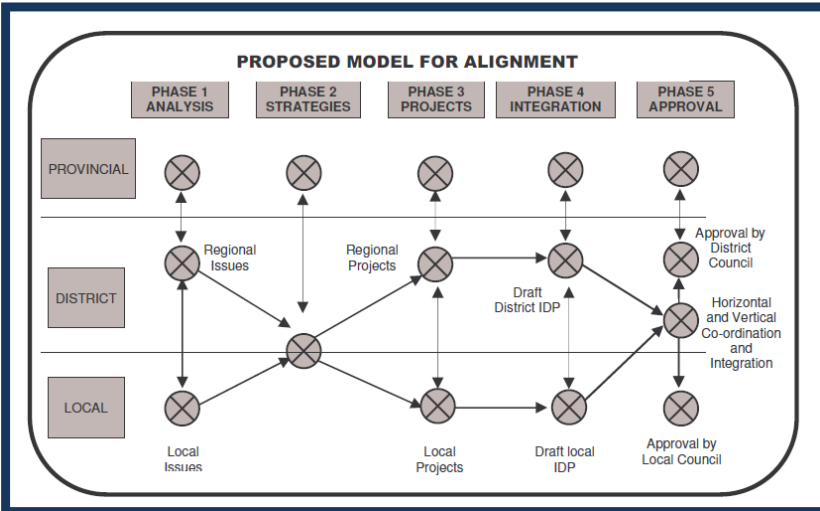 PROPOSED MODEL FOR ALIGNMENT
PHASE 1
ANALYSIS
PHASE 2
STRATEGIES
PHASE 3
PROJECTS
PHASE 4
INTEGRATION
PHASE 5
APPROVAL
PROVINCIAL
Regional
Issues
Regional
Projects
Approval by
District
Council
DISTRICT
Draft
District IDP
Horizontal
and Vertical
Co-ordination
and
Integration
LOCAL
Local
Issues
Local
Projects
Draft local
IDP
Approval by
Local Council